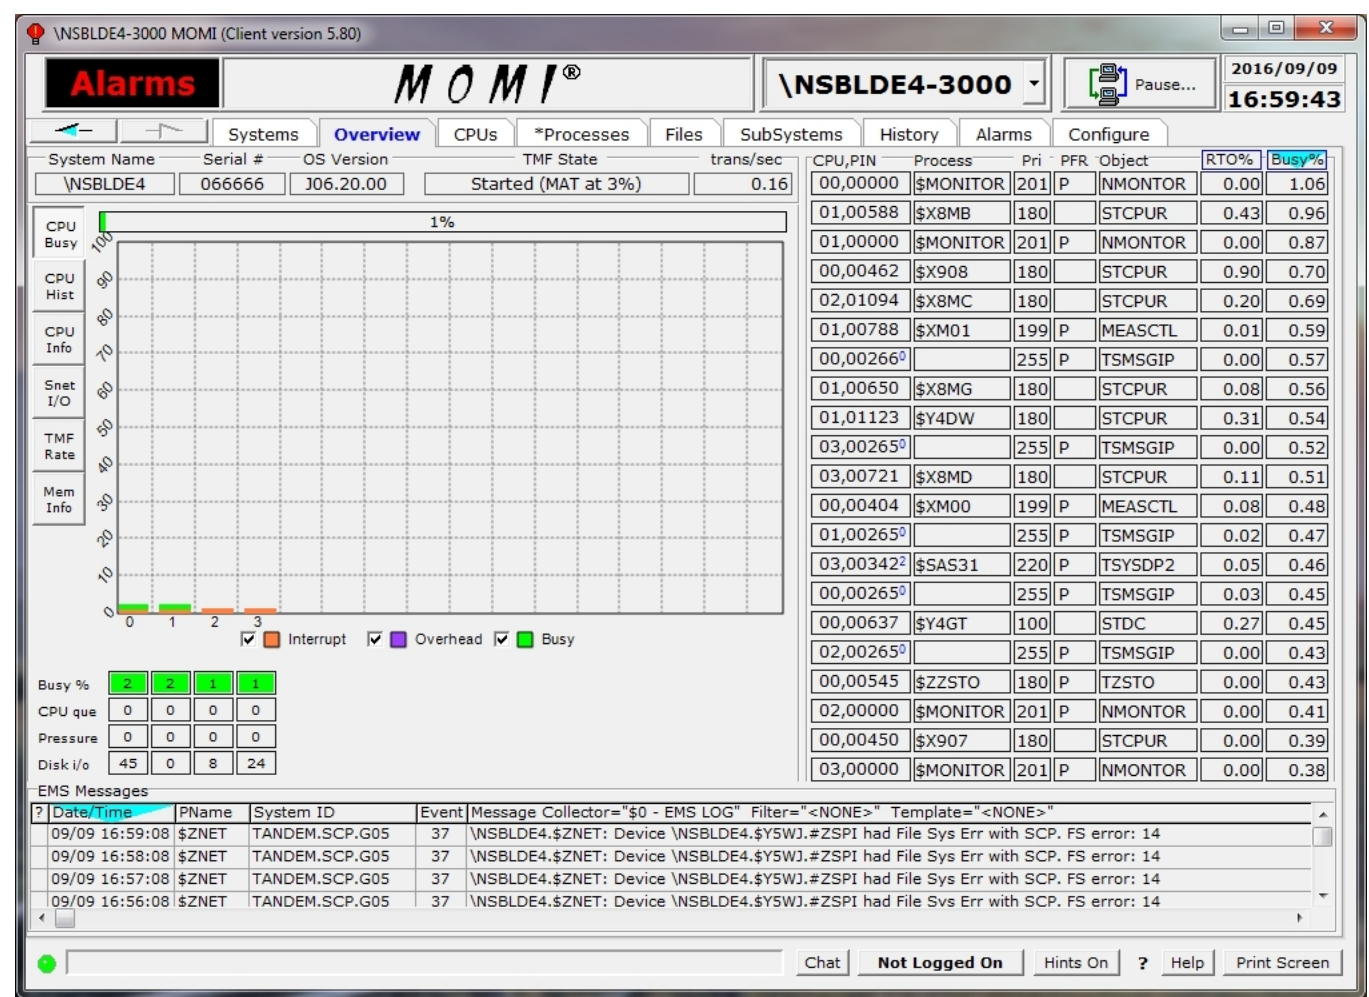 \NSBLDE4-3000 MOMI (Client version 5.80)
Alarms
MOMI®
\NSBLDE4-3000
Pause...
2016/09/09
16:59:43
Systems Overview CPUs *Processes Files SubSystems History Alarms Configure
System Name Serial # OS Version TMF State trans/sec
\NSBLDE4 066666 J06.20.00 Started (MAT at 3%) 0.16
CPU Busy
CPU Hist
CPU Info
Snet I/O
TMF Rate
Mem Info
1%
100
90
80
70
60
50
40
30
20
10
0
0 1 2 3
Interrupt Overhead Busy
Busy % 2 2 1 1
CPU que 0 0 0 0
Pressure 0 0 0 0
Disk i/o 45 0 8 24
CPU,PIN Process Pri PFR Object RTO% Busy%
00,00000 $MONITOR 201 P NMONTOR 0.00 1.06
01,00588 $X8MB 180 STCPUR 0.43 0.96
01,00000 $MONITOR 201 P NMONTOR 0.00 0.87
00,00462 $X908 180 STCPUR 0.90 0.70
02,01094 $X8MC 180 STCPUR 0.20 0.69
01,00788 $XM01 199 P MEASCTL 0.01 0.59
00,00266⁰ 255 P TSMSGIP 0.00 0.57
01,00650 $X8MG 180 STCPUR 0.08 0.56
01,01123 $Y4DW 180 STCPUR 0.31 0.54
03,00265⁰ 255 P TSMSGIP 0.00 0.52
03,00721 $X8MD 180 STCPUR 0.11 0.51
00,00404 $XM00 199 P MEASCTL 0.08 0.48
01,00265⁰ 255 P TSMSGIP 0.02 0.47
03,00342² $SAS31 220 P TSYSDP2 0.05 0.46
00,00265⁰ 255 P TSMSGIP 0.03 0.45
00,00637 $Y4GT 100 STDC 0.27 0.45
02,00265⁰ 255 P TSMSGIP 0.00 0.43
00,00545 $ZZSTO 180 P TZSTO 0.00 0.43
02,00000 $MONITOR 201 P NMONTOR 0.00 0.41
00,00450 $X907 180 STCPUR 0.00 0.39
03,00000 $MONITOR 201 P NMONTOR 0.00 0.38
EMS Messages
? Date/Time PName System ID Event Message Collector="$0 - EMS LOG" Filter="<NONE>" Template="<NONE>"
09/09 16:59:08 $ZNET TANDEM.SCP.G05 37 \NSBLDE4.$ZNET: Device \NSBLDE4.$Y5WJ.#ZSPI had File Sys Err with SCP. FS error: 14
09/09 16:58:08 $ZNET TANDEM.SCP.G05 37 \NSBLDE4.$ZNET: Device \NSBLDE4.$Y5WJ.#ZSPI had File Sys Err with SCP. FS error: 14
09/09 16:57:08 $ZNET TANDEM.SCP.G05 37 \NSBLDE4.$ZNET: Device \NSBLDE4.$Y5WJ.#ZSPI had File Sys Err with SCP. FS error: 14
09/09 16:56:08 $ZNET TANDEM.SCP.G05 37 \NSBLDE4.$ZNET: Device \NSBLDE4.$Y5WJ.#ZSPI had File Sys Err with SCP. FS error: 14
Chat Not Logged On Hints On ? Help Print Screen